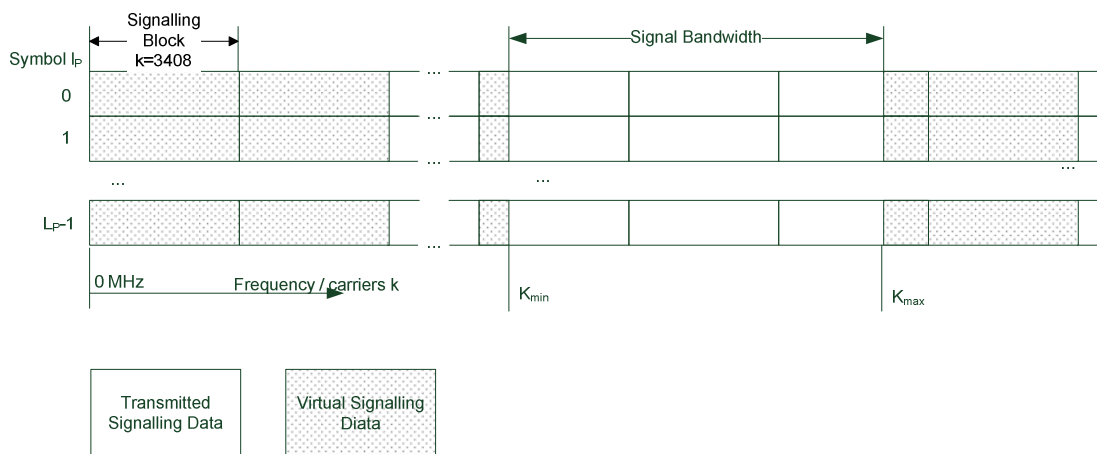 Signalling
Block
k=3408
Signal Bandwidth
Symbol lP
0
...
1
...
...
...
...
LP-1
...
0 MHz
Frequency / carriers k
Kmin
Kmax
Transmitted
Signalling Data
Virtual Signalling
Diata